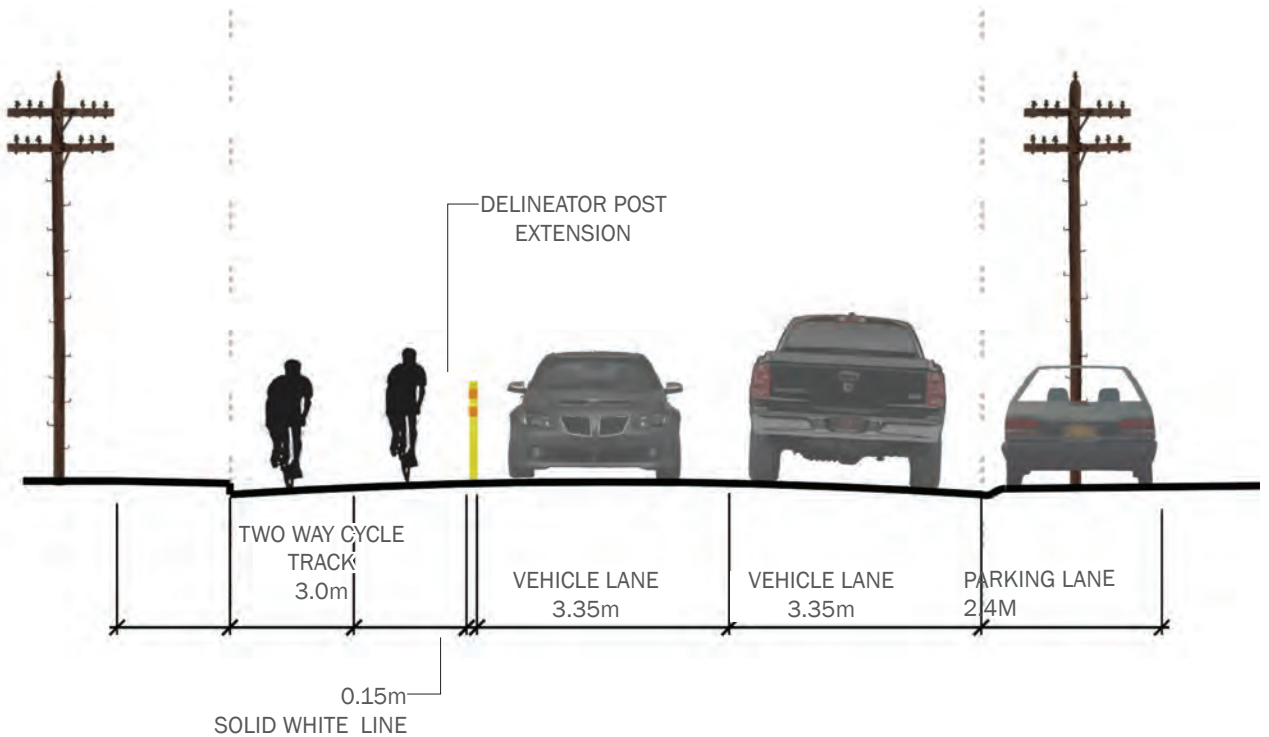 DELINEATOR POST
EXTENSION
TWO WAY CYCLE
TRACK
3.0m
VEHICLE LANE
3.35m
VEHICLE LANE
3.35m
PARKING LANE
2.4M
0.15m
SOLID WHITE LINE